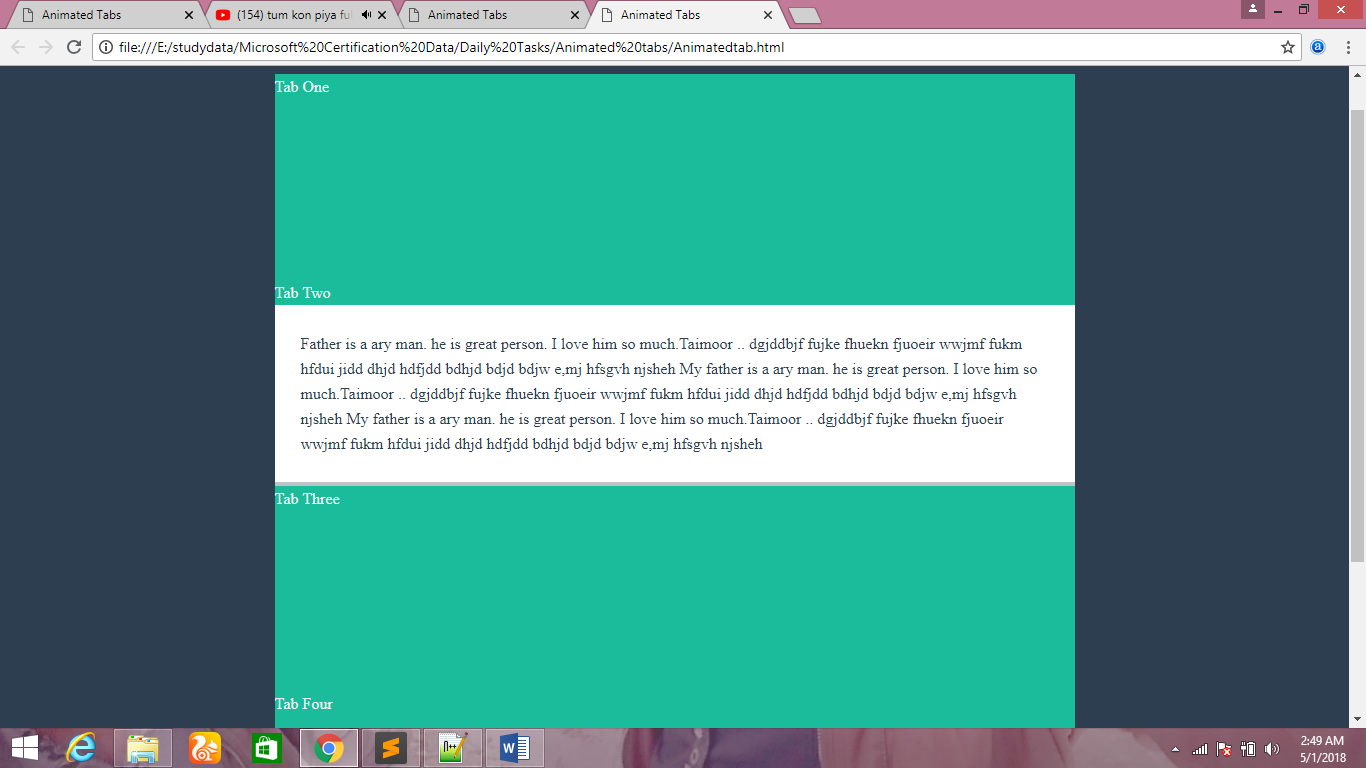 Animated Tabs
(154) tum kon piya ful
Animated Tabs
Animated Tabs
file:///E:/studydata/Microsoft%20Certification%20Data/Daily%20Tasks/Animated%20tabs/Animatedtab.html
Tab One
Tab Two
Father is a ary man. he is great person. I love him so much.Taimoor .. dgjddbjf fujke fhuekn fjuoeir wwjmf fukm
hfdui jidd dhjd hdfjdd bdhjd bdjd bdjw e,mj hfsgvh njsheh My father is a ary man. he is great person. I love him so
much.Taimoor .. dgjddbjf fujke fhuekn fjuoeir wwjmf fukm hfdui jidd dhjd hdfjdd bdhjd bdjd bdjw e,mj hfsgvh
njsheh My father is a ary man. he is great person. I love him so much.Taimoor .. dgjddbjf fujke fhuekn fjuoeir
wwjmf fukm hfdui jidd dhjd hdfjdd bdhjd bdjd bdjw e,mj hfsgvh njsheh
Tab Three
Tab Four
2:49 AM
5/1/2018